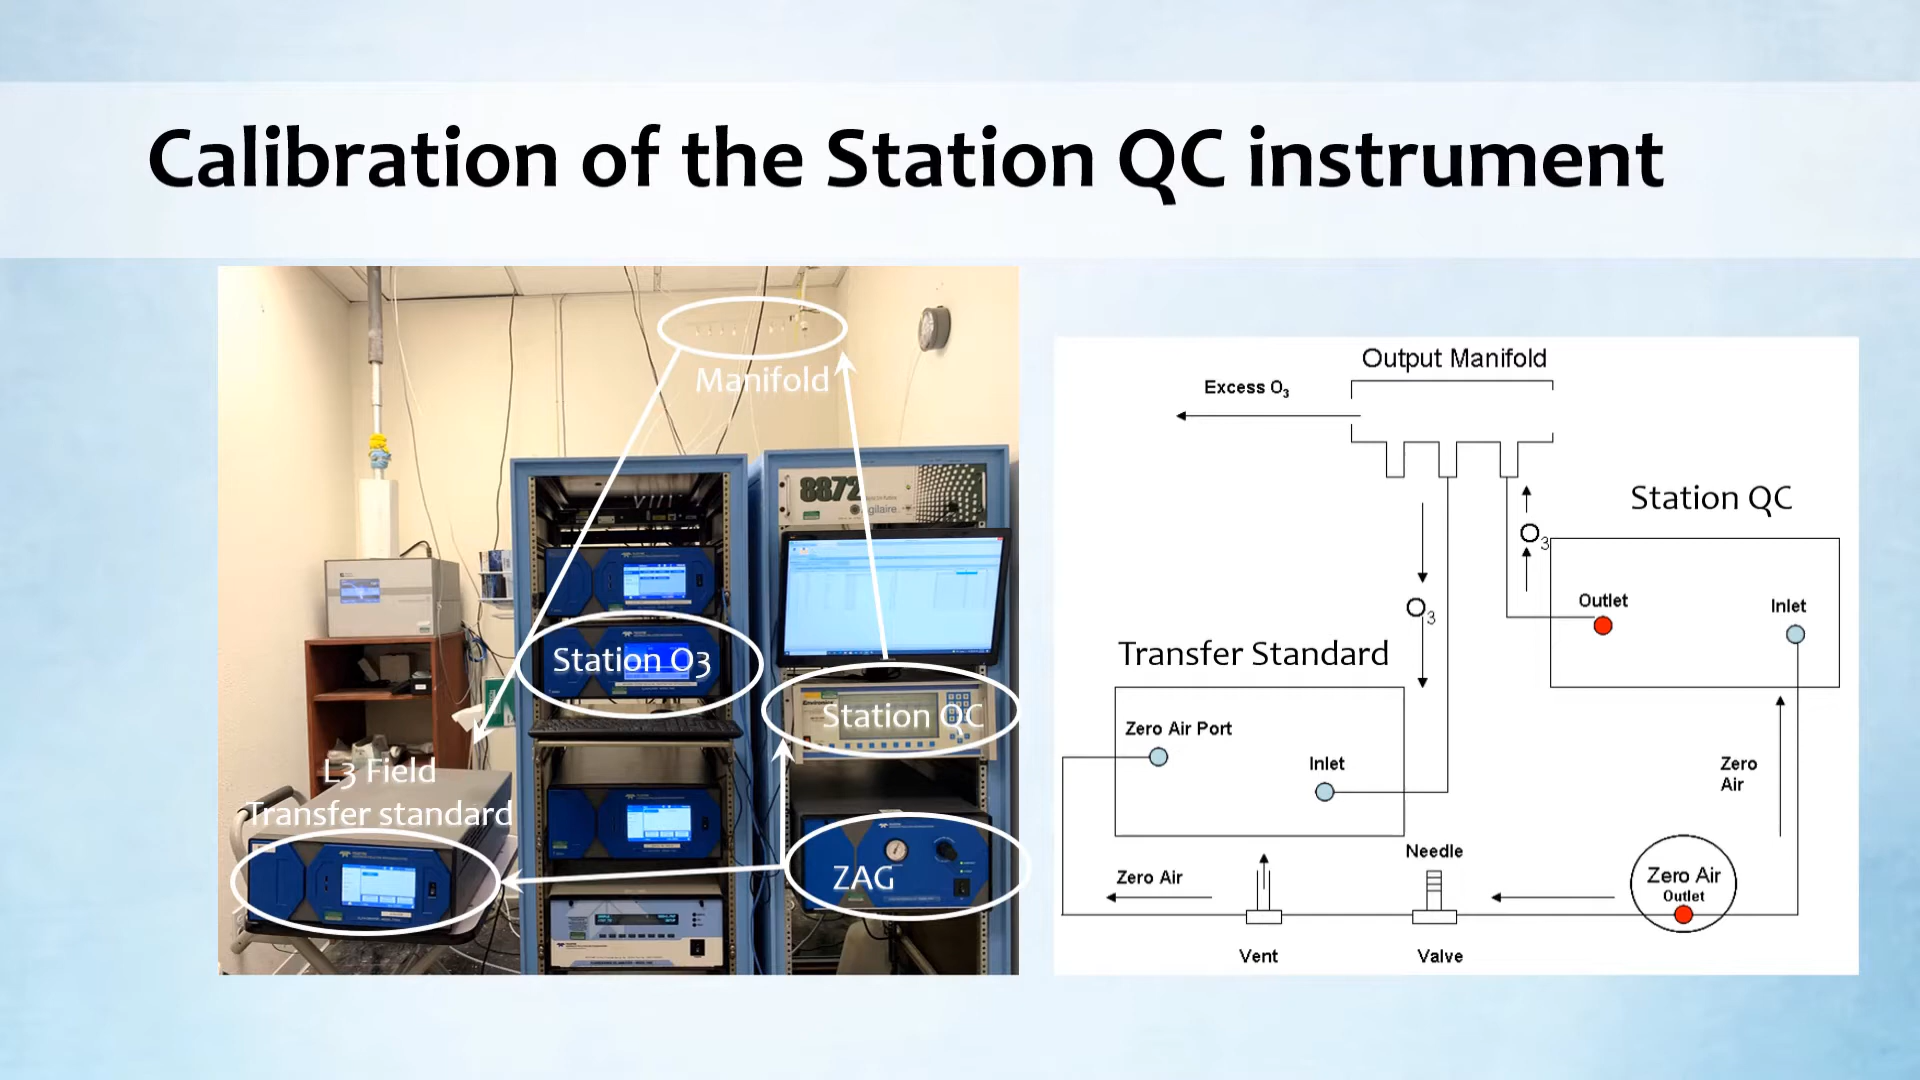 Calibration of the Station QC instrument
Manifold
8872
agilaire
Station O3
Station QC
L3 Field
Transfer standard
ZAG
Output Manifold
Excess O₃
Station QC
O₃
Outlet
Inlet
O₃
Transfer Standard
Zero Air Port
Inlet
Zero
Air
Needle
Zero Air
Zero Air
Outlet
Vent
Valve